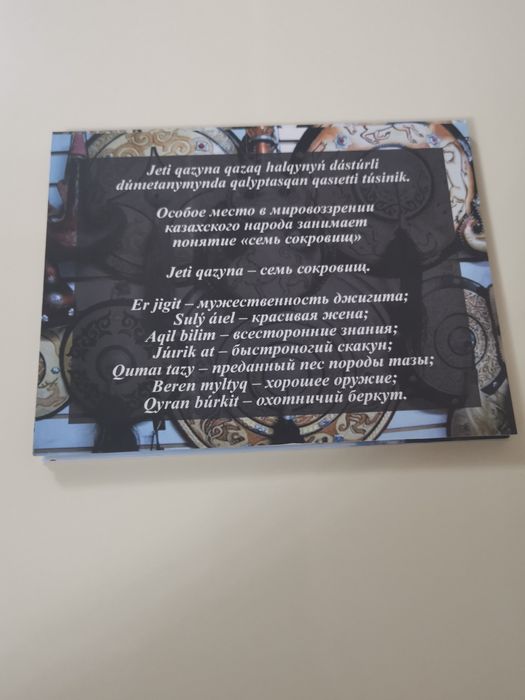 Jeti qazyna qazaq halqynyń dástúrli
dúmetanymynda qalyptasqan qasıetti túsinik.
Особое место в мировоззрении
казахского народа занимает
понятие «семь сокровищ»
Jeti qazyna – семь сокровищ.
Er jigit – мужественность джигита;
Sulý áıel – красивая жена;
Aqil bilim – всесторонние знания;
Júırik at – быстроногий скакун;
Qumaı tazy – преданный пес породы тазы;
Beren myltyq – хорошее оружие;
Qyran búrkit – охотничий беркут.